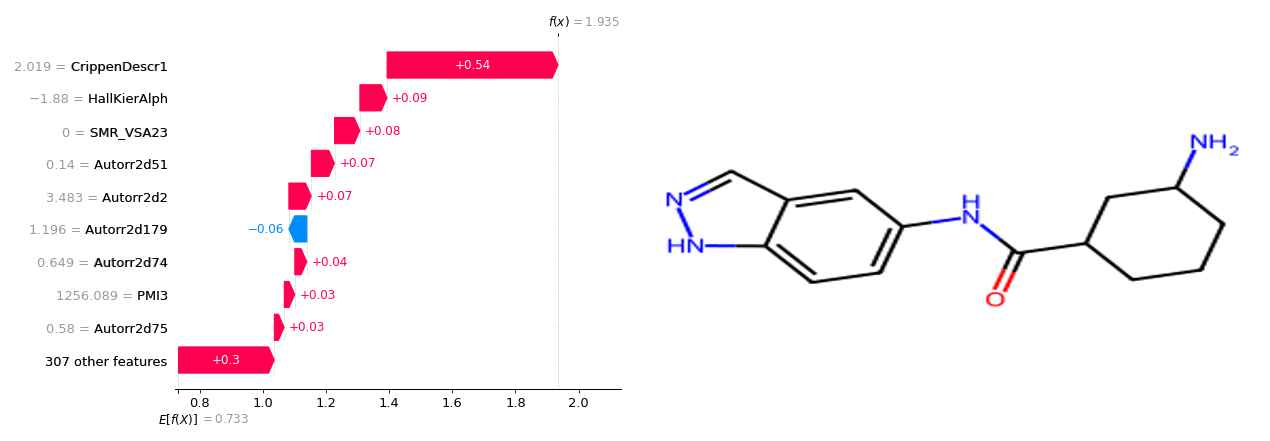 f(x) = 1.935
2.019 = CrippenDescr1
+0.54
−1.88 = HallKierAlph
+0.09
0 = SMR_VSA23
+0.08
0.14 = Autorr2d51
+0.07
3.483 = Autorr2d2
+0.07
1.196 = Autorr2d179
−0.06
0.649 = Autorr2d74
+0.04
1256.089 = PMI3
+0.03
0.58 = Autorr2d75
+0.03
307 other features
+0.3
0.8 1.0 1.2 1.4 1.6 1.8 2.0
E[f(X)] = 0.733
NH2
N
HN
H
N
O